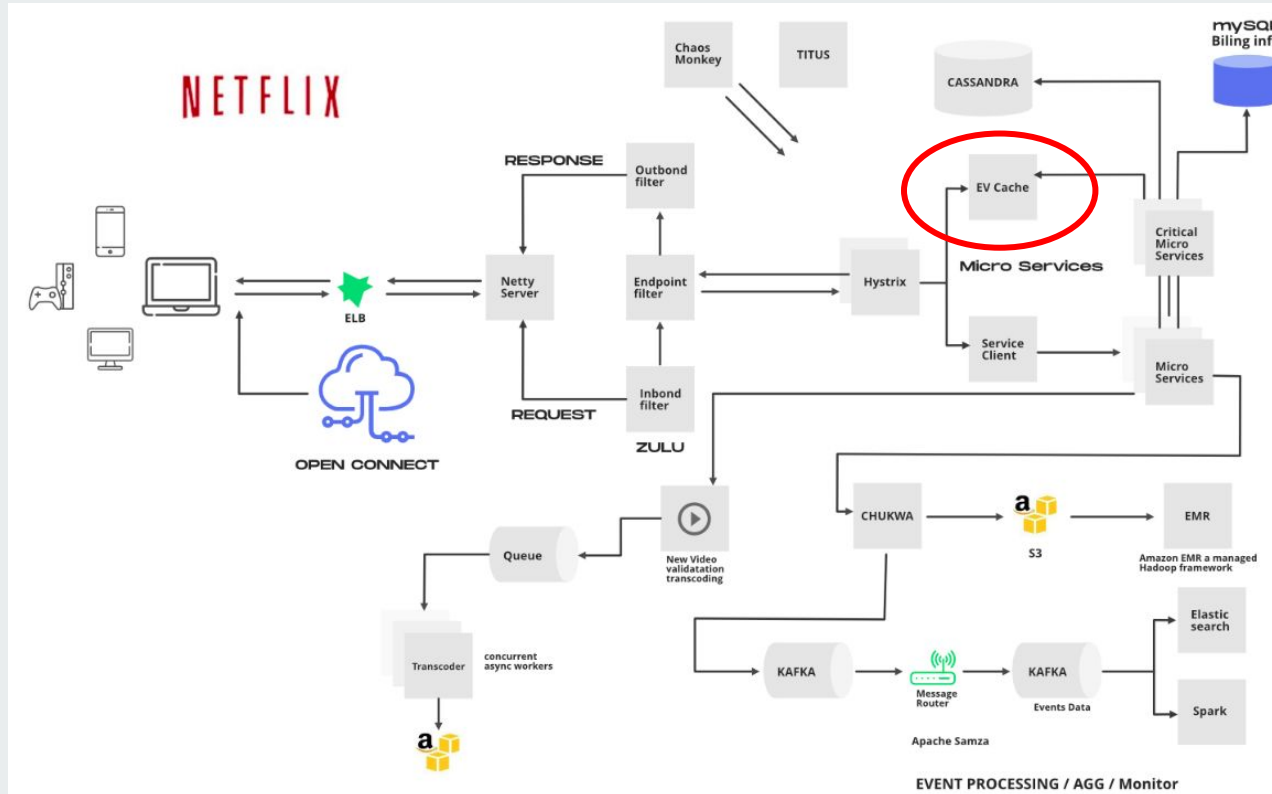 NETFLIX
Chaos
Monkey
TITUS
CASSANDRA
mySQL
Biling inf
RESPONSE
Outbond
filter
EV Cache
Critical
Micro
Services
Micro Services
Netty
Server
Endpoint
filter
Hystrix
ELB
Service
Client
Micro
Services
Inbond
filter
REQUEST
ZULU
OPEN CONNECT
Queue
New Video
validatation
transcoding
CHUKWA
a
S3
EMR
Amazon EMR a managed
Hadoop framework
Transcoder
concurrent
async workers
a
KAFKA
Message
Router
KAFKA
Events Data
Elastic
search
Spark
Apache Samza
EVENT PROCESSING / AGG / Monitor